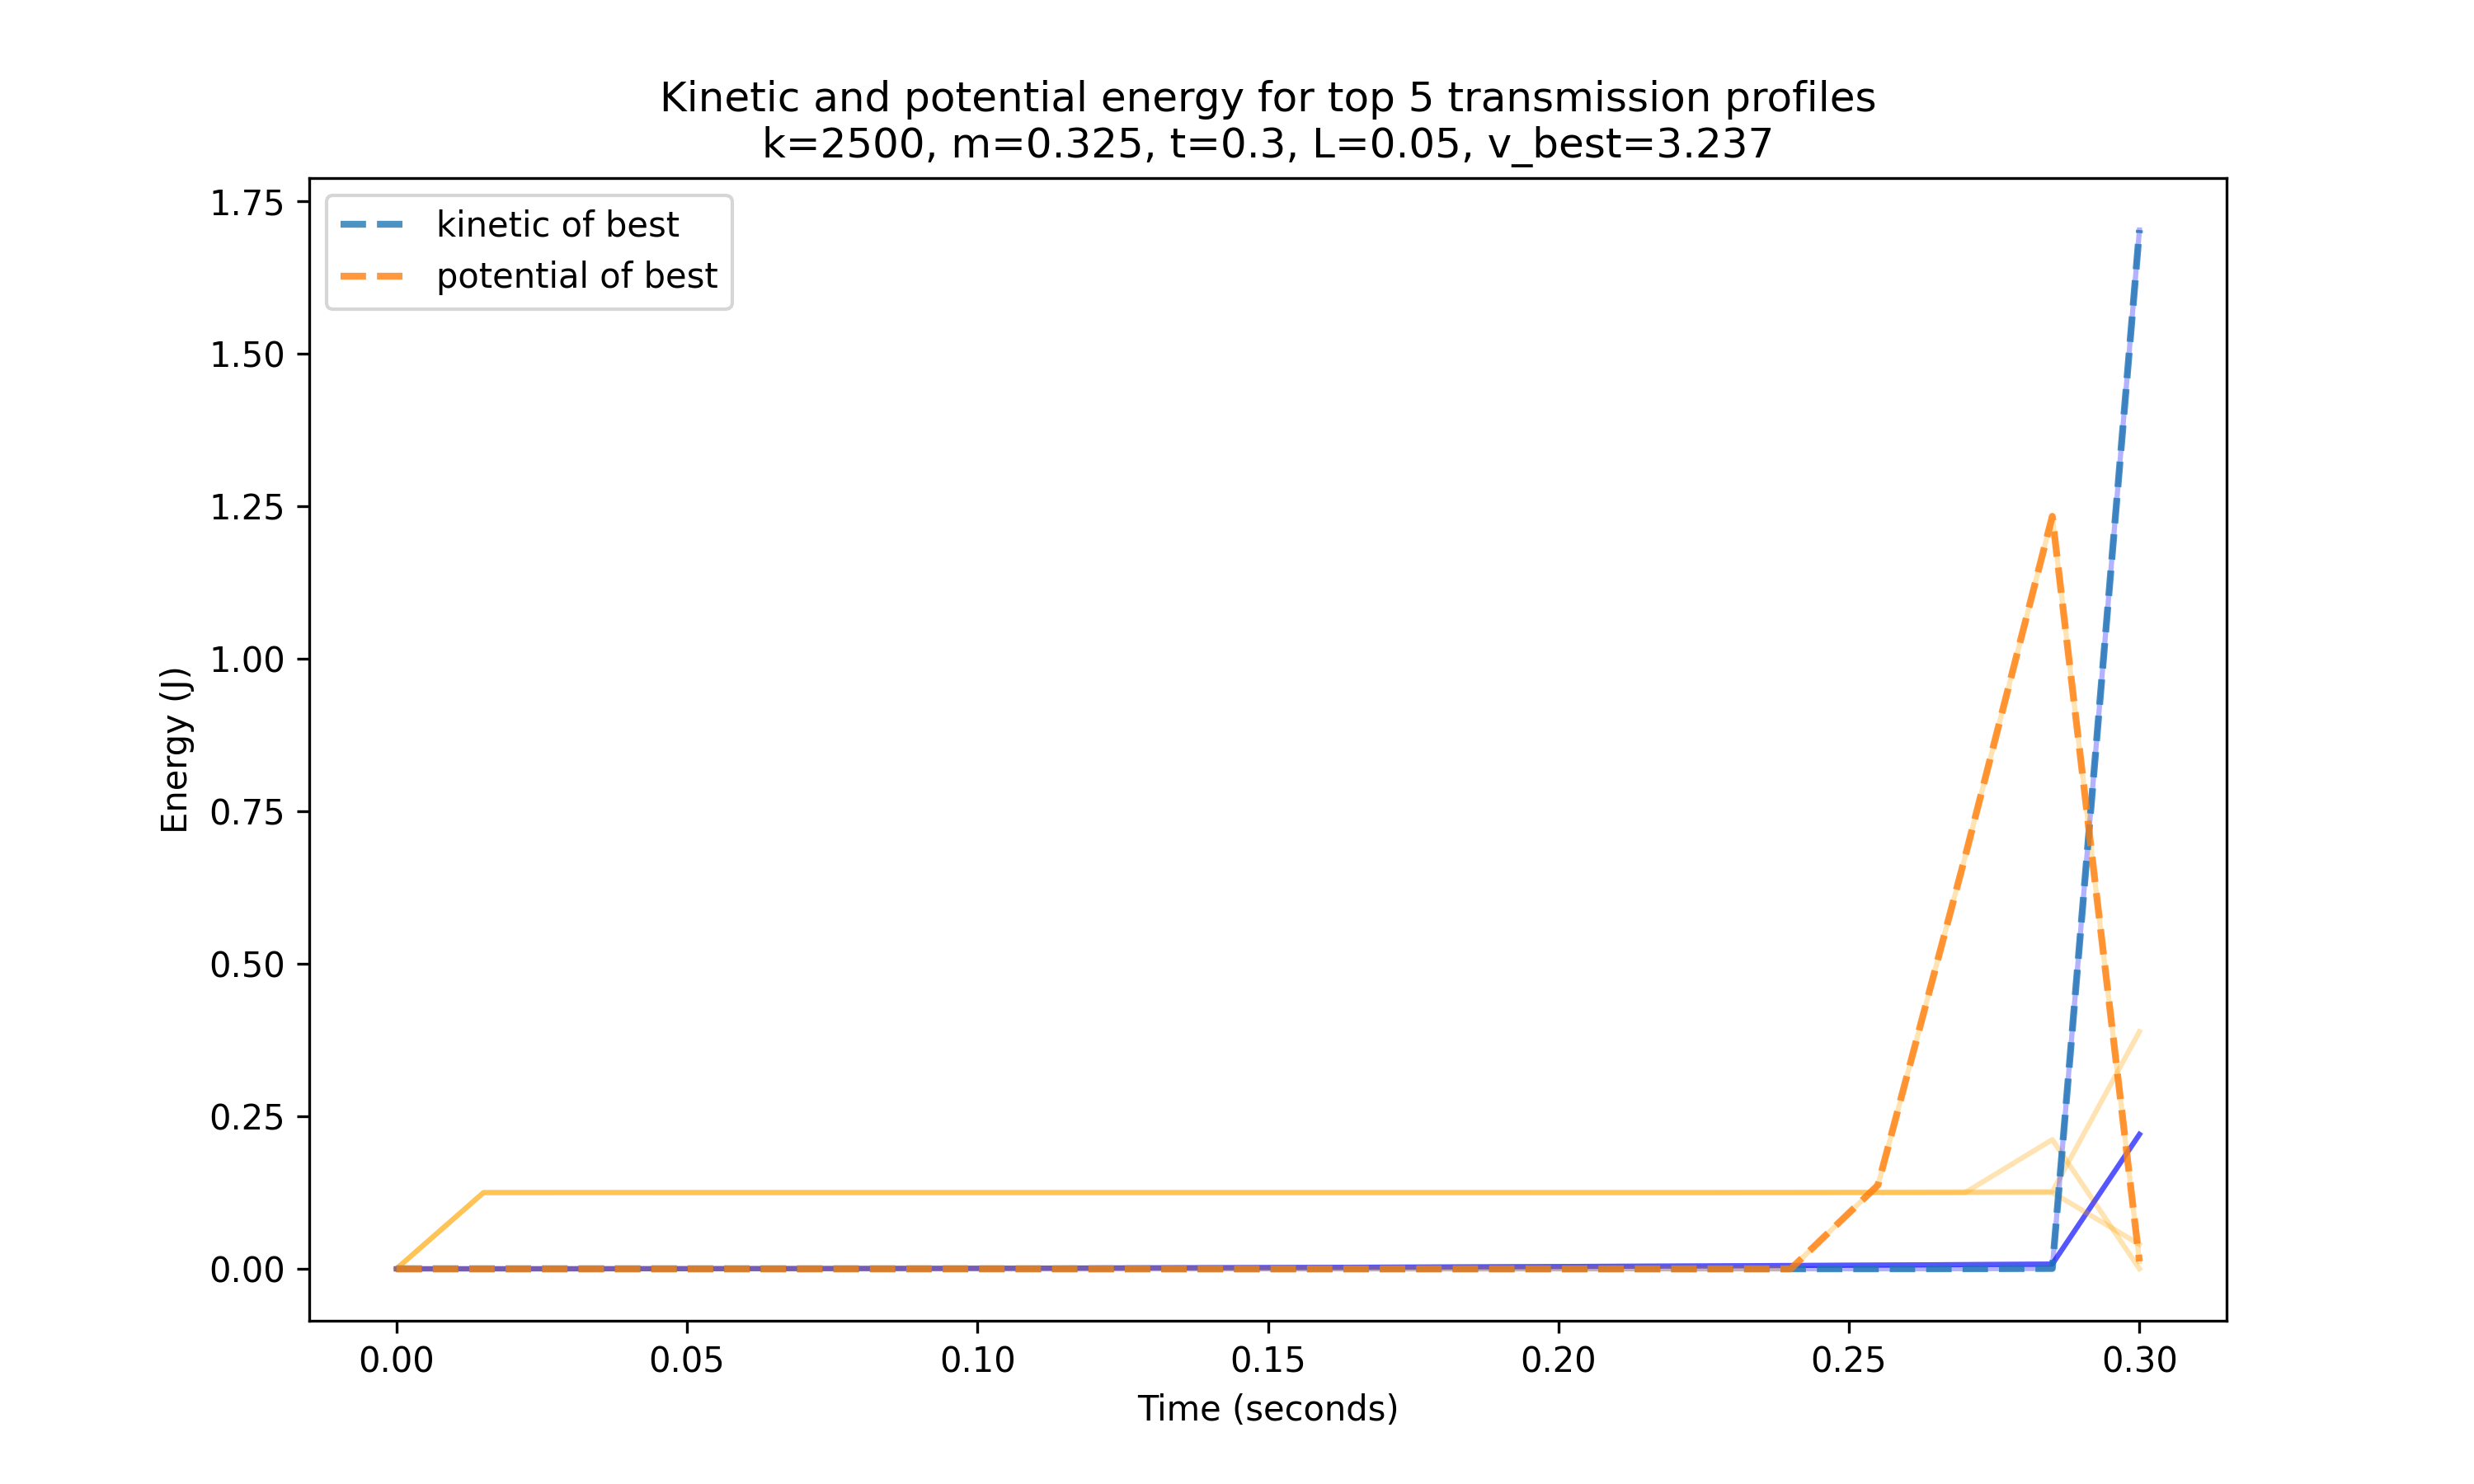 Kinetic and potential energy for top 5 transmission profiles
k=2500, m=0.325, t=0.3, L=0.05, v_best=3.237
kinetic of best
potential of best
1.75
1.50
1.25
1.00
0.75
0.50
0.25
0.00
Energy (J)
0.00 0.05 0.10 0.15 0.20 0.25 0.30
Time (seconds)